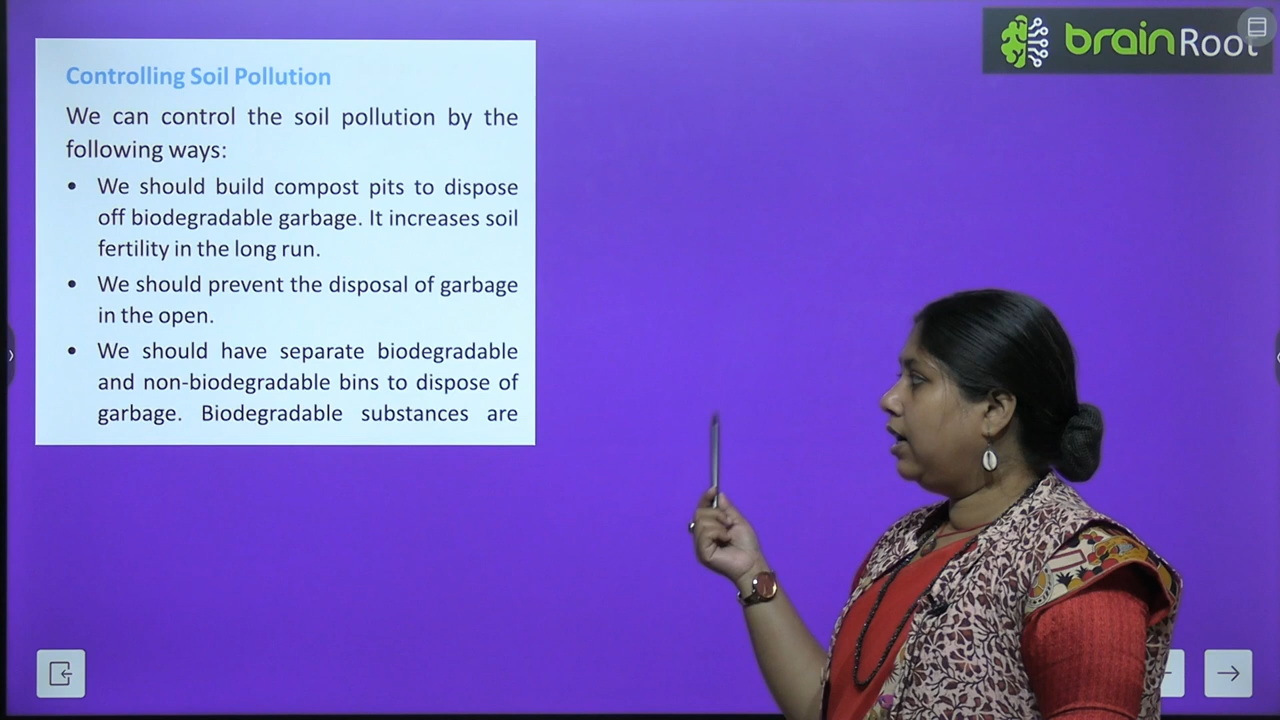 brainRoot
Controlling Soil Pollution
We can control the soil pollution by the
following ways:
• We should build compost pits to dispose
off biodegradable garbage. It increases soil
fertility in the long run.
• We should prevent the disposal of garbage
in the open.
• We should have separate biodegradable
and non-biodegradable bins to dispose of
garbage. Biodegradable substances are